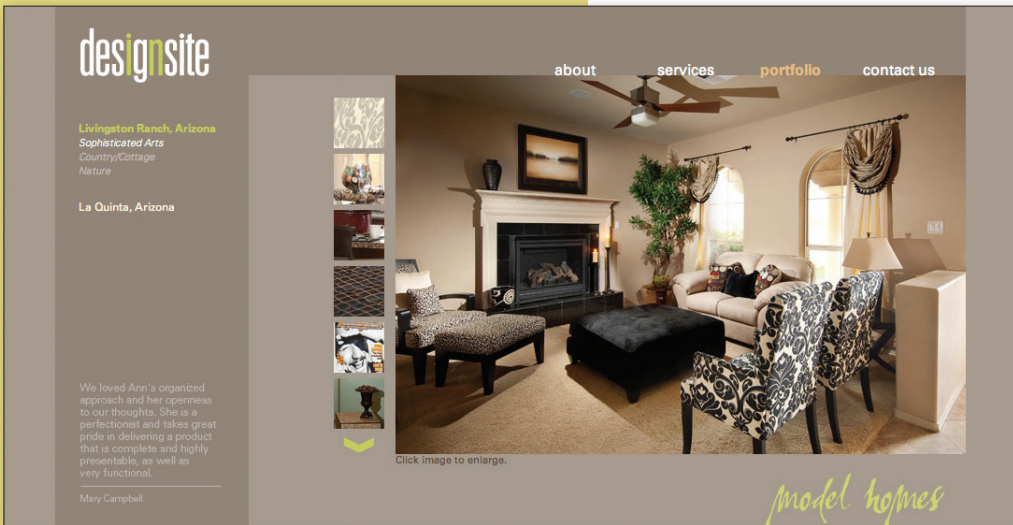 designsite
about services portfolio contact us
Livingston Ranch, Arizona
Sophisticated Arts
Country/Cottage
Nature
La Quinta, Arizona
We loved Ann's organized
approach and her openness
to our thoughts. She is a
perfectionist and takes great
pride in delivering a product
that is complete and highly
presentable, as well as
very functional.
Mary Campbell
Click image to enlarge.
model homes